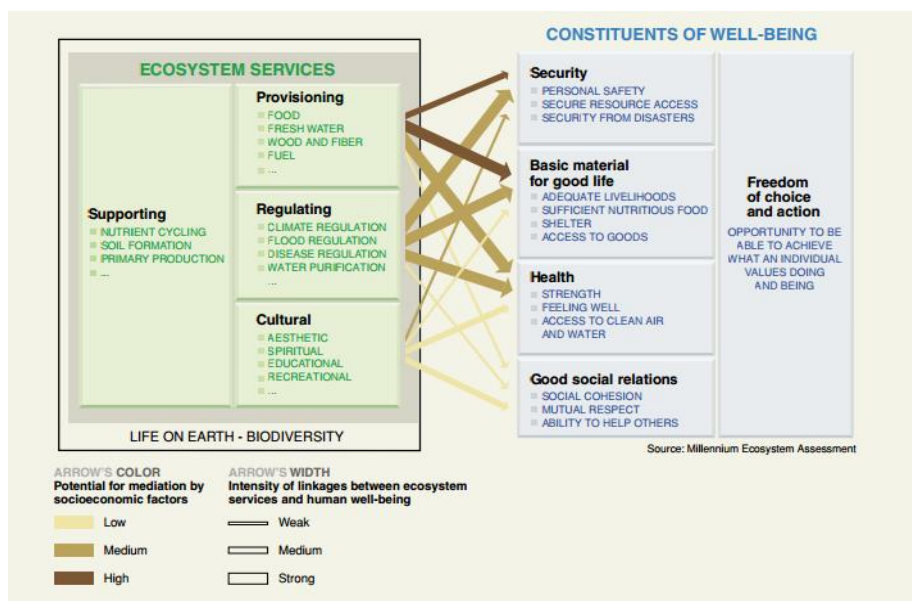 CONSTITUENTS OF WELL-BEING
ECOSYSTEM SERVICES
Supporting
NUTRIENT CYCLING
SOIL FORMATION
PRIMARY PRODUCTION
...
Provisioning
FOOD
FRESH WATER
WOOD AND FIBER
FUEL
...
Regulating
CLIMATE REGULATION
FLOOD REGULATION
DISEASE REGULATION
WATER PURIFICATION
...
Cultural
AESTHETIC
SPIRITUAL
EDUCATIONAL
RECREATIONAL
...
LIFE ON EARTH - BIODIVERSITY
Security
PERSONAL SAFETY
SECURE RESOURCE ACCESS
SECURITY FROM DISASTERS
Basic material
for good life
ADEQUATE LIVELIHOODS
SUFFICIENT NUTRITIOUS FOOD
SHELTER
ACCESS TO GOODS
Health
STRENGTH
FEELING WELL
ACCESS TO CLEAN AIR
AND WATER
Good social relations
SOCIAL COHESION
MUTUAL RESPECT
ABILITY TO HELP OTHERS
Freedom
of choice
and action
OPPORTUNITY TO BE
ABLE TO ACHIEVE
WHAT AN INDIVIDUAL
VALUES DOING
AND BEING
Source: Millennium Ecosystem Assessment
ARROW'S COLOR
Potential for mediation by
socioeconomic factors
Low
Medium
High
ARROW'S WIDTH
Intensity of linkages between ecosystem
services and human well-being
Weak
Medium
Strong